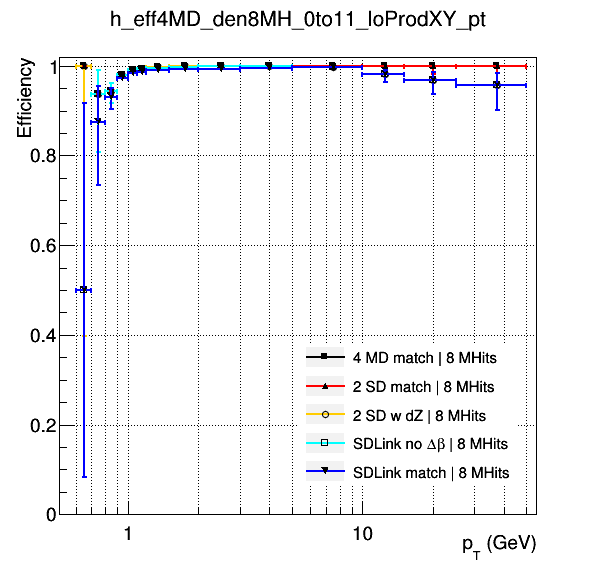 h_eff4MD_den8MH_0to11_loProdXY_pt
Efficiency
1
0.8
0.6
0.4
0.2
0
4 MD match | 8 MHits
2 SD match | 8 MHits
2 SD w dZ | 8 MHits
SDLink no Δβ | 8 MHits
SDLink match | 8 MHits
1 10
p_T (GeV)